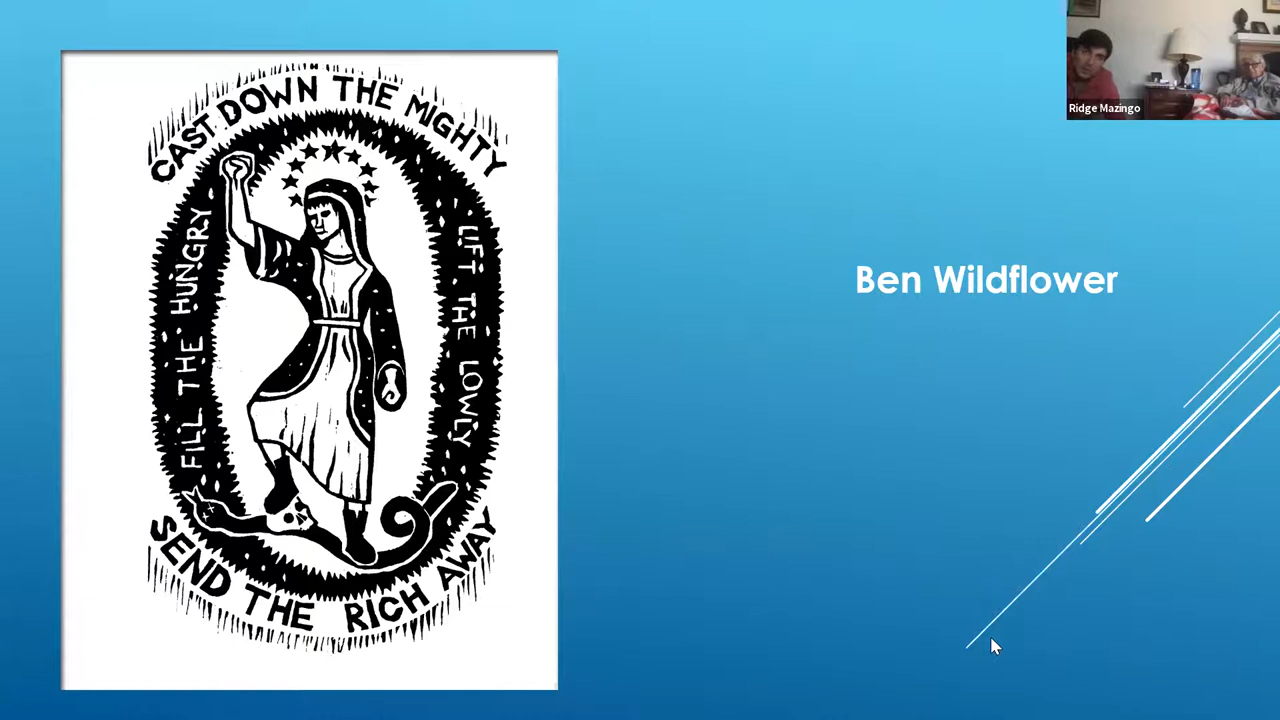 CAST DOWN THE MIGHTY
FILL THE HUNGRY
LIFT THE LOWLY
SEND THE RICH AWAY
Ben Wildflower
Ridge Mazingo